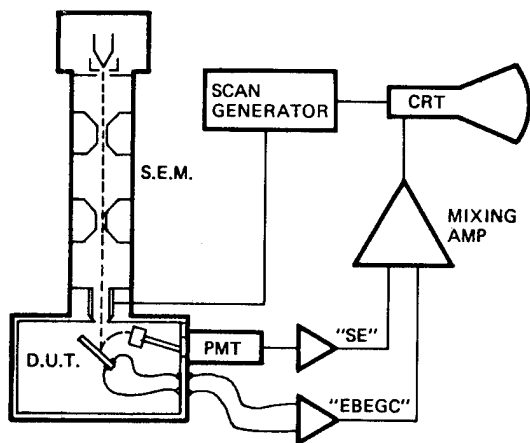 SCAN
GENERATOR
CRT
S.E.M.
MIXING
AMP
D.U.T.
PMT
"SE"
"EBEGC"